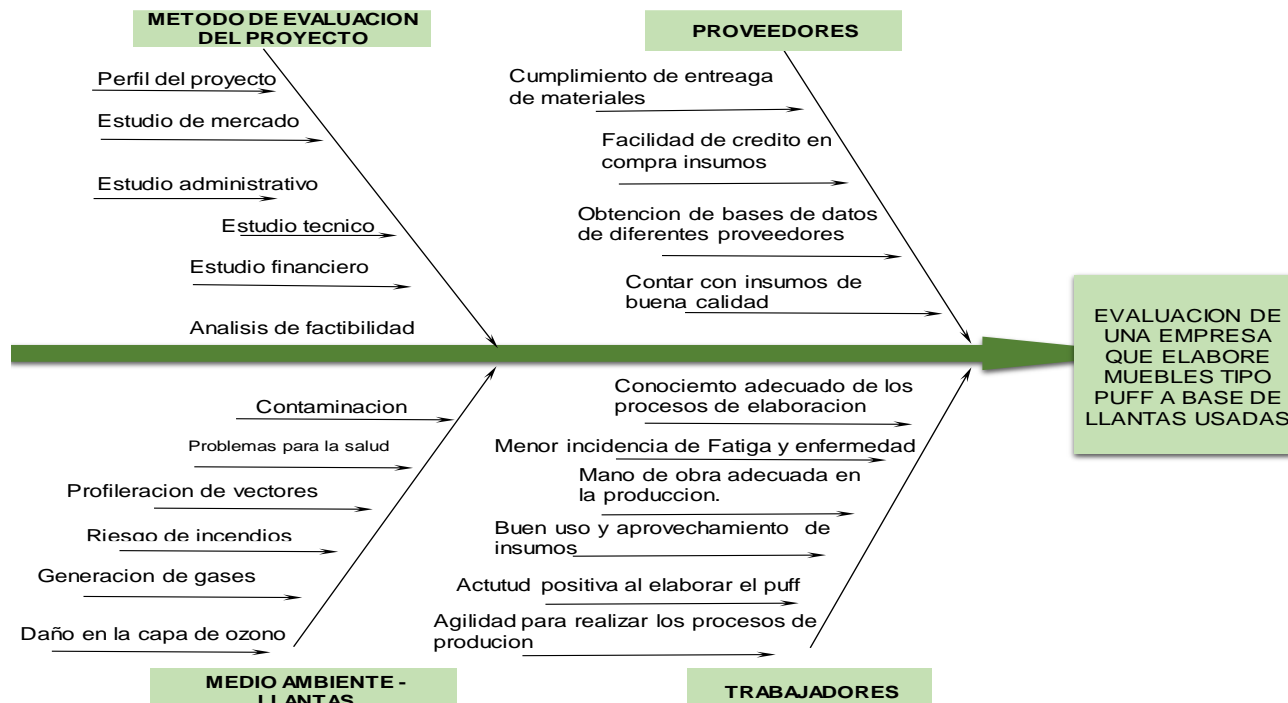 METODO DE EVALUACION
DEL PROYECTO
Perfil del proyecto
Estudio de mercado
Estudio administrativo
Estudio tecnico
Estudio financiero
Analisis de factibilidad
PROVEEDORES
Cumplimiento de entreaga
de materiales
Facilidad de credito en
compra insumos
Obtencion de bases de datos
de diferentes proveedores
Contar con insumos de
buena calidad
EVALUACION DE
UNA EMPRESA
QUE ELABORE
MUEBLES TIPO
PUFF A BASE DE
LLANTAS USADAS
Contaminacion
Problemas para la salud
Profileracion de vectores
Riesgo de incendios
Generacion de gases
Daño en la capa de ozono
MEDIO AMBIENTE -
LLANTAS
Conociemto adecuado de los
procesos de elaboracion
Menor incidencia de Fatiga y enfermedad
Mano de obra adecuada en
la produccion.
Buen uso y aprovechamiento de
insumos
Actutud positiva al elaborar el puff
Agilidad para realizar los procesos de
producion
TRABAJADORES